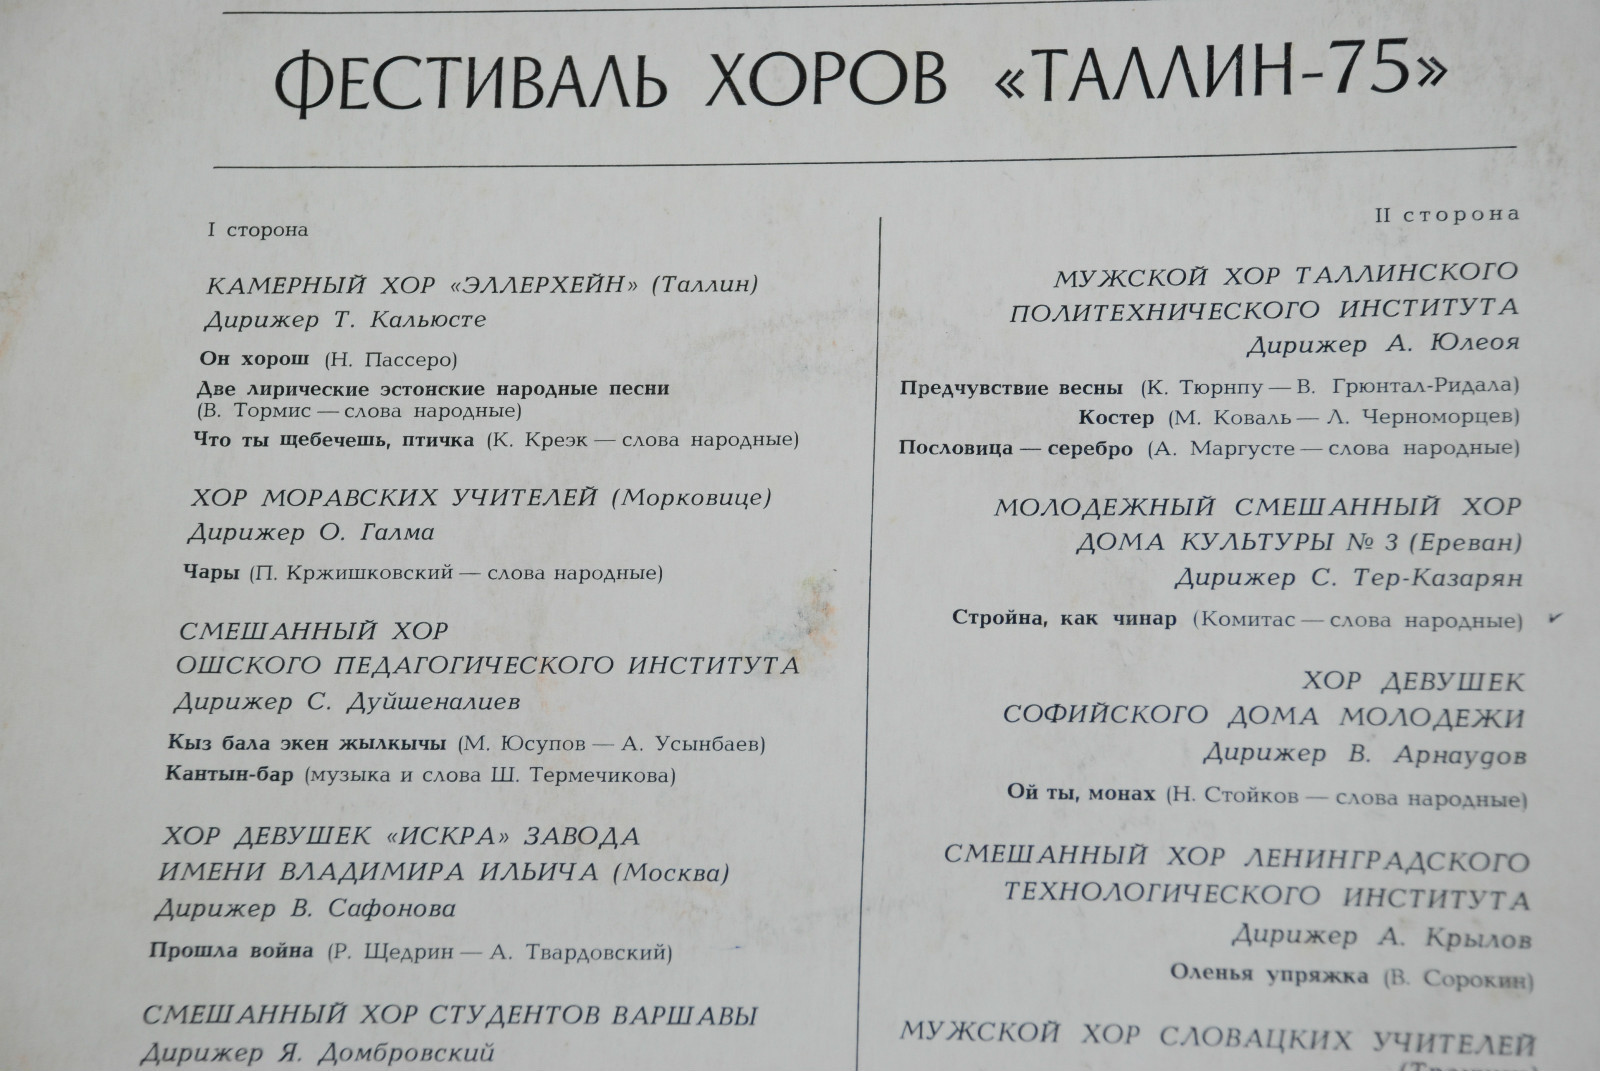 ФЕСТИВАЛЬ ХОРОВ «ТАЛЛИН-75»
I сторона
КАМЕРНЫЙ ХОР «ЭЛЛЕРХЕЙН» (Таллин)
Дирижер Т. Кальюсте
Он хорош (Н. Пассеро)
Две лирические эстонские народные песни
(В. Тормис — слова народные)
Что ты щебечешь, птичка (К. Креэк — слова народные)
ХОР МОРАВСКИХ УЧИТЕЛЕЙ (Морковице)
Дирижер О. Галма
Чары (П. Кржишковский — слова народные)
СМЕШАННЫЙ ХОР
ОШСКОГО ПЕДАГОГИЧЕСКОГО ИНСТИТУТА
Дирижер С. Дуйшеналиев
Кыз бала экен жылкычы (М. Юсупов — А. Усынбаев)
Кантын-бар (музыка и слова Ш. Термечикова)
ХОР ДЕВУШЕК «ИСКРА» ЗАВОДА
ИМЕНИ ВЛАДИМИРА ИЛЬИЧА (Москва)
Дирижер В. Сафонова
Прошла война (Р. Щедрин — А. Твардовский)
СМЕШАННЫЙ ХОР СТУДЕНТОВ ВАРШАВЫ
Дирижер Я. Домбровский
II сторона
МУЖСКОЙ ХОР ТАЛЛИНСКОГО
ПОЛИТЕХНИЧЕСКОГО ИНСТИТУТА
Дирижер А. Юлеоя
Предчувствие весны (К. Тюрнпу — В. Грюнтал-Ридала)
Костер (М. Коваль — Л. Черноморцев)
Пословица — серебро (А. Маргусте — слова народные)
МОЛОДЕЖНЫЙ СМЕШАННЫЙ ХОР
ДОМА КУЛЬТУРЫ № 3 (Ереван)
Дирижер С. Тер-Казарян
Стройна, как чинар (Комитас — слова народные)
ХОР ДЕВУШЕК
СОФИЙСКОГО ДОМА МОЛОДЕЖИ
Дирижер В. Арнаудов
Ой ты, монах (Н. Стойков — слова народные)
СМЕШАННЫЙ ХОР ЛЕНИНГРАДСКОГО
ТЕХНОЛОГИЧЕСКОГО ИНСТИТУТА
Дирижер А. Крылов
Оленья упряжка (В. Сорокин)
МУЖСКОЙ ХОР СЛОВАЦКИХ УЧИТЕЛЕЙ